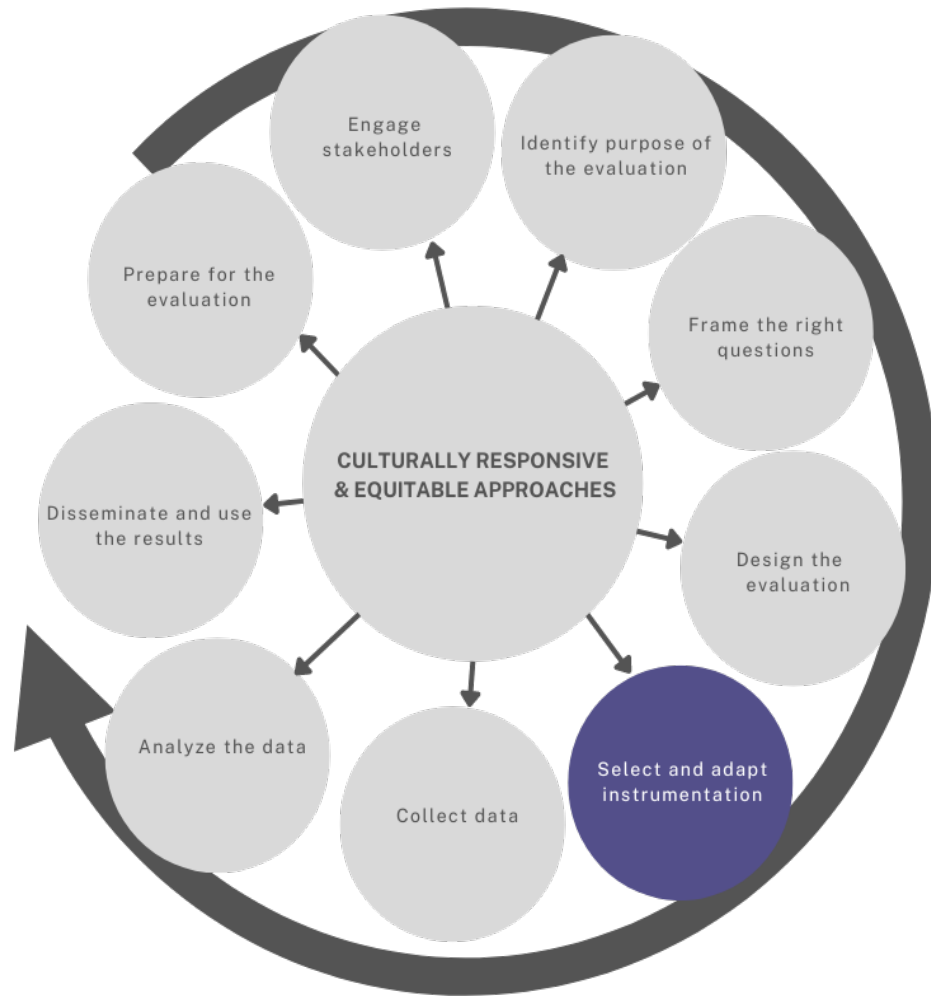 Engage
stakeholders
Identify purpose of
the evaluation
Prepare for the
evaluation
Frame the right
questions
CULTURALLY RESPONSIVE
& EQUITABLE APPROACHES
Disseminate and use
the results
Design the
evaluation
Analyze the data
Select and adapt
instrumentation
Collect data